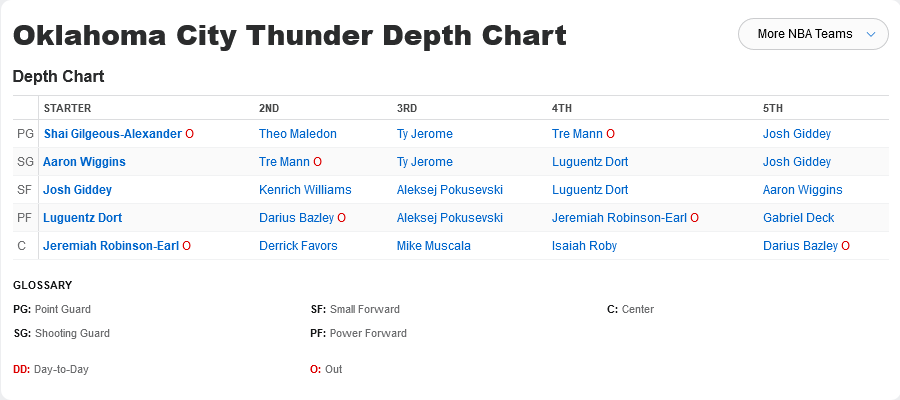 Oklahoma City Thunder Depth Chart
More NBA Teams
Depth Chart
STARTER 2ND 3RD 4TH 5TH
PG Shai Gilgeous-Alexander O Theo Maledon Ty Jerome Tre Mann O Josh Giddey
SG Aaron Wiggins Tre Mann O Ty Jerome Luguentz Dort Josh Giddey
SF Josh Giddey Kenrich Williams Aleksej Pokusevski Luguentz Dort Aaron Wiggins
PF Luguentz Dort Darius Bazley O Aleksej Pokusevski Jeremiah Robinson-Earl O Gabriel Deck
C Jeremiah Robinson-Earl O Derrick Favors Mike Muscala Isaiah Roby Darius Bazley O
GLOSSARY
PG: Point Guard SF: Small Forward C: Center
SG: Shooting Guard PF: Power Forward
DD: Day-to-Day O: Out